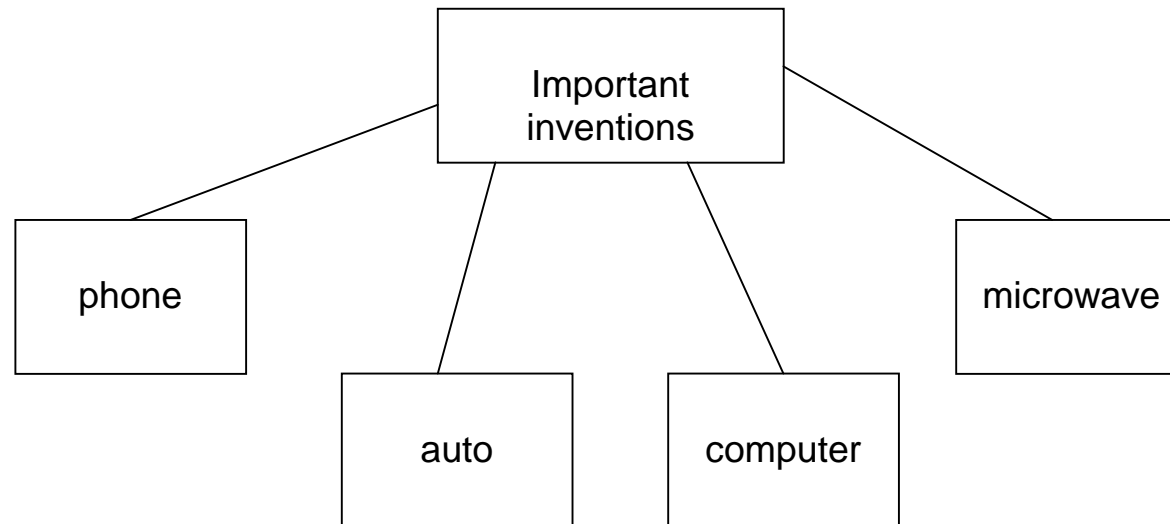 Important
inventions
phone
microwave
auto
computer